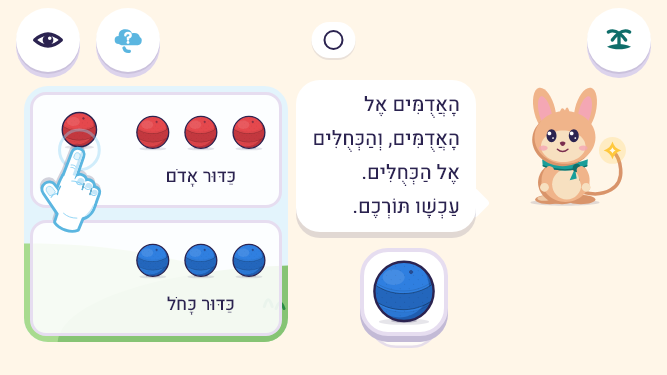 הָאֲדֻמִּים אֶל
הָאֲדֻמִּים, וְהַכְּחֻלִּים
אֶל הַכְּחֻלִּים.
עַכְשָׁו תּוֹרְכֶם.
כַּדּוּר אָדֹם
כַּדּוּר כָּחֹל